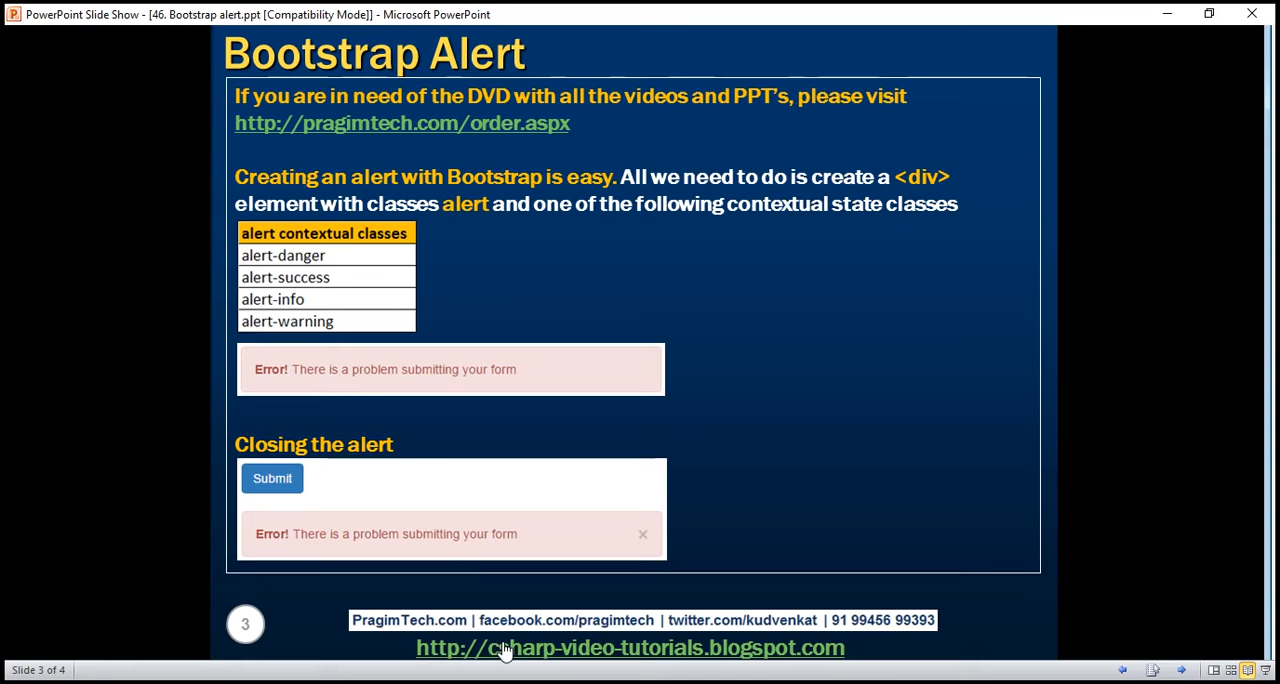 PowerPoint Slide Show - [46. Bootstrap alert.ppt [Compatibility Mode]] - Microsoft PowerPoint
Bootstrap Alert
If you are in need of the DVD with all the videos and PPT's, please visit
http://pragimtech.com/order.aspx
Creating an alert with Bootstrap is easy. All we need to do is create a <div>
element with classes alert and one of the following contextual state classes
alert contextual classes
alert-danger
alert-success
alert-info
alert-warning
Error! There is a problem submitting your form
Closing the alert
Submit
Error! There is a problem submitting your form ×
3
PragimTech.com | facebook.com/pragimtech | twitter.com/kudvenkat | 91 99456 99393
http://csharp-video-tutorials.blogspot.com
Slide 3 of 4